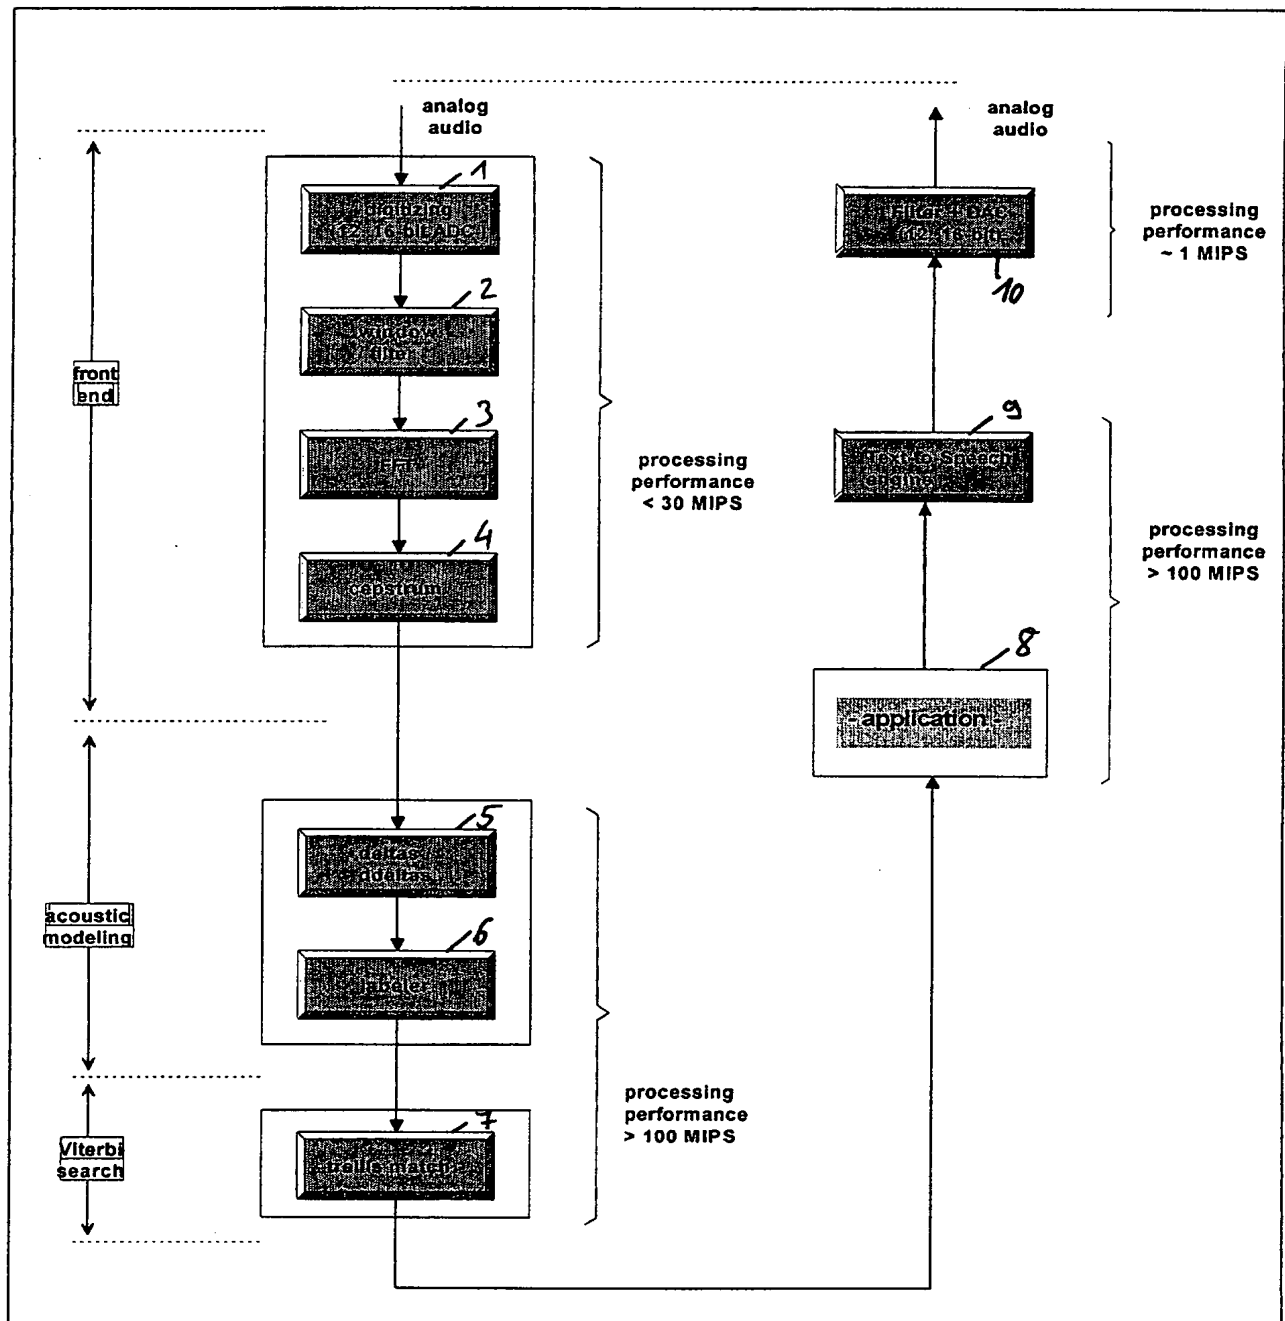 analog
audio
1
digitizing
(12..16 bit ADC)
2
window
filter
3
FFT
4
cepstrum
front
end
processing
performance
< 30 MIPS
5
deltas
6
labeler
acoustic
modeling
7
trellis match
Viterbi
search
processing
performance
> 100 MIPS
analog
audio
Filter + DAC
(12..16 bit)
10
processing
performance
~ 1 MIPS
9
Text-to-Speech
engine
processing
performance
> 100 MIPS
8
- application -